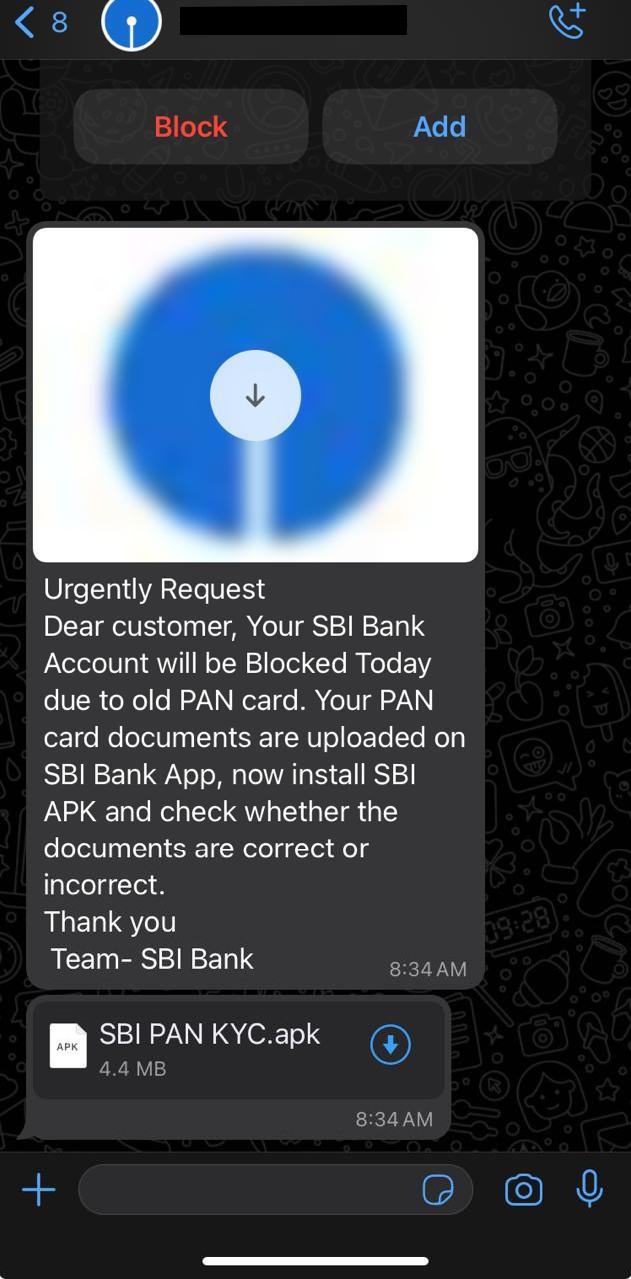 8
Block
Add
Urgently Request
Dear customer, Your SBI Bank
Account will be Blocked Today
due to old PAN card. Your PAN
card documents are uploaded on
SBI Bank App, now install SBI
APK and check whether the
documents are correct or
incorrect.
Thank you
Team- SBI Bank
8:34 AM
APK
SBI PAN KYC.apk
4.4 MB
8:34 AM